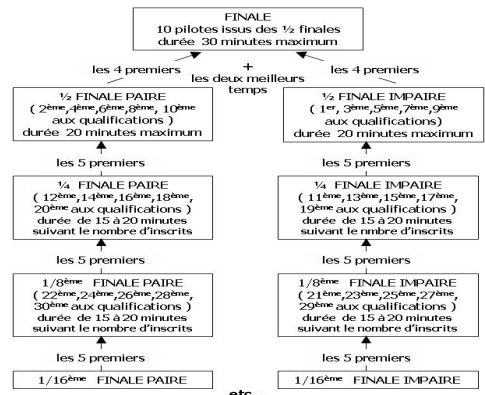 FINALE
10 pilotes issus des ½ finales
durée 30 minutes maximum
les 4 premiers
+
les deux meilleurs
temps
les 4 premiers
½ FINALE PAIRE
( 2ème,4ème,6ème,8ème, 10ème
aux qualifications )
durée 20 minutes maximum
½ FINALE IMPAIRE
( 1er, 3ème,5ème,7ème,9ème
aux qualifications)
durée 20 minutes maximum
les 5 premiers
les 5 premiers
¼ FINALE PAIRE
( 12ème,14ème,16ème,18ème,
20ème aux qualifications )
durée de 15 à 20 minutes
suivant le nombre d'inscrits
¼ FINALE IMPAIRE
( 11ème,13ème,15ème,17ème,
19ème aux qualifications )
durée de 15 à 20 minutes
suivant le nmbre d'inscrits
les 5 premiers
les 5 premiers
1/8ème FINALE PAIRE
(22ème,24ème,26ème,28ème,
30ème aux qualifications )
durée de 15 à 20 minutes
suivant le nombre d'inscrits
1/8ème FINALE IMPAIRE
(21ème,23ème,25ème,27ème,
29ème aux qualifications )
durée de 15 à 20 minutes
suivant le nombre d'inscrits
les 5 premiers
les 5 premiers
1/16ème FINALE PAIRE
1/16ème FINALE IMPAIRE
etc